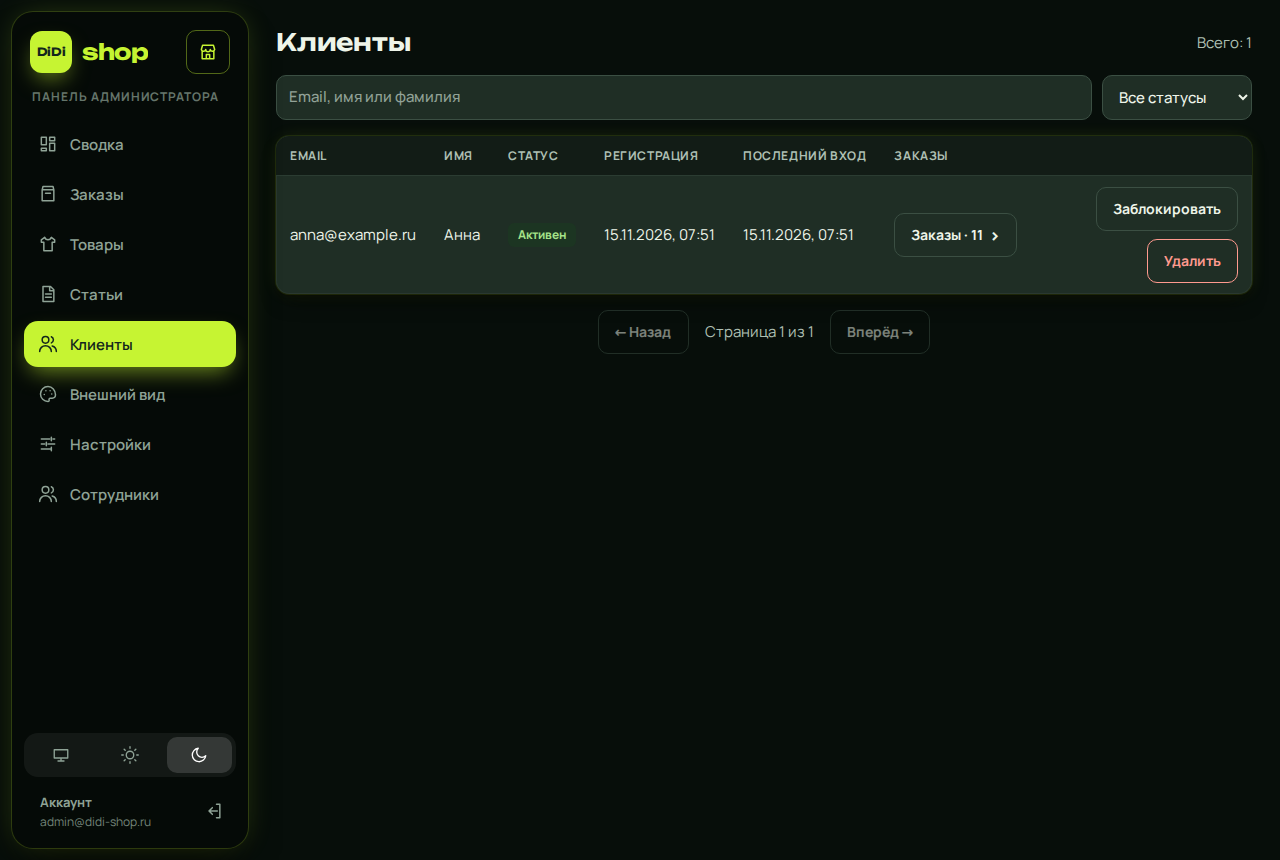 DiDi shop
ПАНЕЛЬ АДМИНИСТРАТОРА
Сводка
Заказы
Товары
Статьи
Клиенты
Внешний вид
Настройки
Сотрудники
Аккаунт
admin@didi-shop.ru
Клиенты
Всего: 1
Email, имя или фамилия
Все статусы
EMAIL ИМЯ СТАТУС РЕГИСТРАЦИЯ ПОСЛЕДНИЙ ВХОД ЗАКАЗЫ
anna@example.ru Анна Активен 15.11.2026, 07:51 15.11.2026, 07:51 Заказы · 11 ›
Заблокировать
Удалить
← Назад Страница 1 из 1 Вперёд →